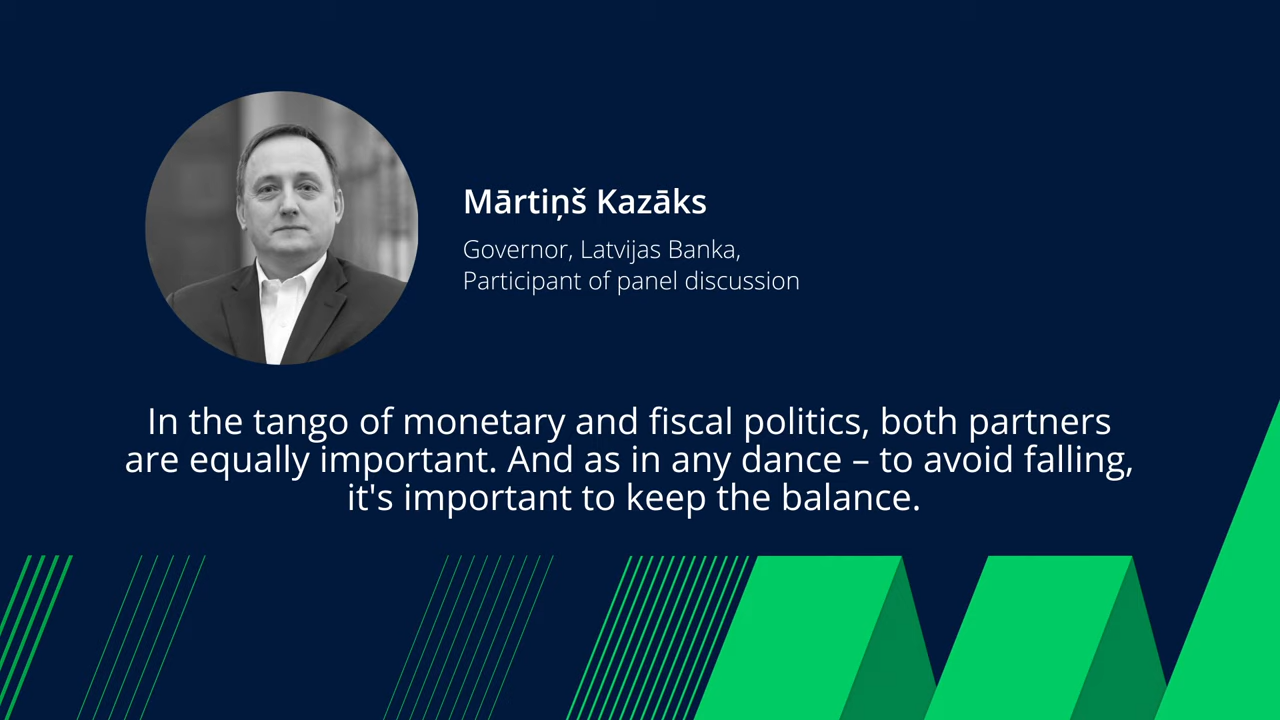 Mārtiņš Kazāks
Governor, Latvijas Banka,
Participant of panel discussion
In the tango of monetary and fiscal politics, both partners
are equally important. And as in any dance – to avoid falling,
it's important to keep the balance.